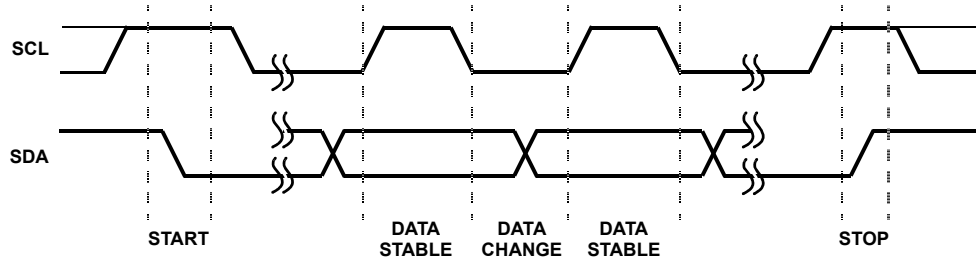 SCL
SDA
START
DATA
STABLE
DATA
CHANGE
DATA
STABLE
STOP